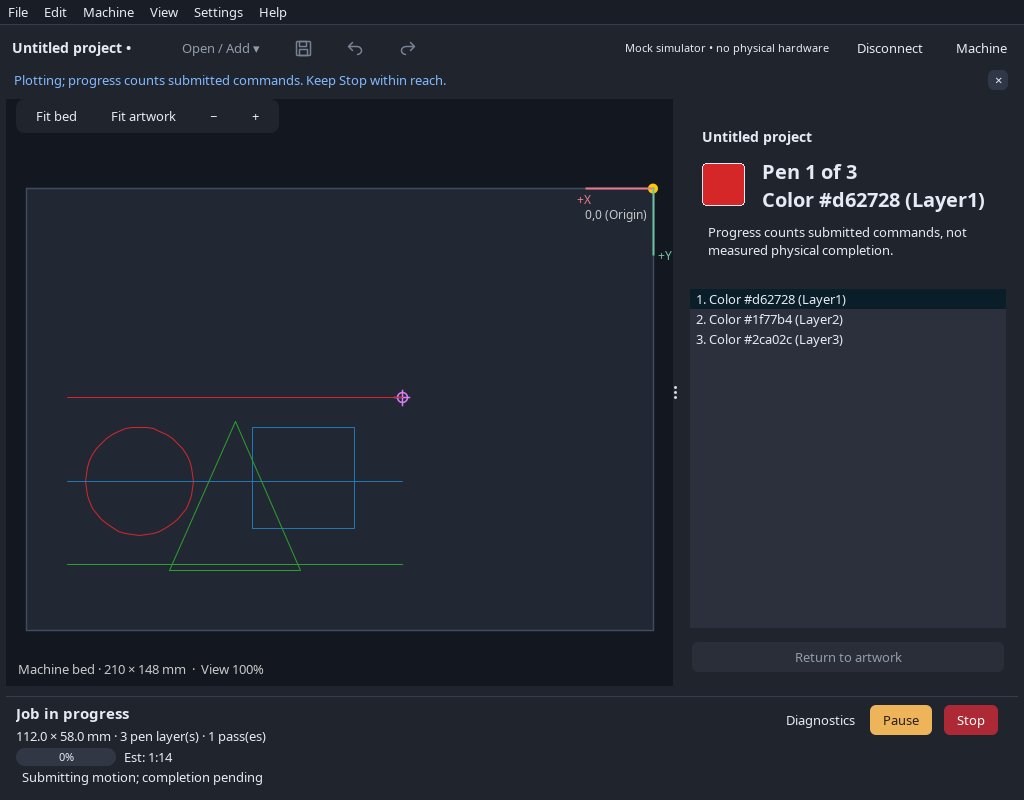 File Edit Machine View Settings Help
Untitled project •
Open / Add ▾
Mock simulator • no physical hardware
Disconnect
Machine
Plotting; progress counts submitted commands. Keep Stop within reach.
×
Fit bed
Fit artwork
−
+
+X
0,0 (Origin)
+Y
Machine bed · 210 × 148 mm · View 100%
Untitled project
Pen 1 of 3
Color #d62728 (Layer1)
Progress counts submitted commands, not
measured physical completion.
1. Color #d62728 (Layer1)
2. Color #1f77b4 (Layer2)
3. Color #2ca02c (Layer3)
Return to artwork
Job in progress
112.0 × 58.0 mm · 3 pen layer(s) · 1 pass(es)
0%
Est: 1:14
Submitting motion; completion pending
Diagnostics
Pause
Stop